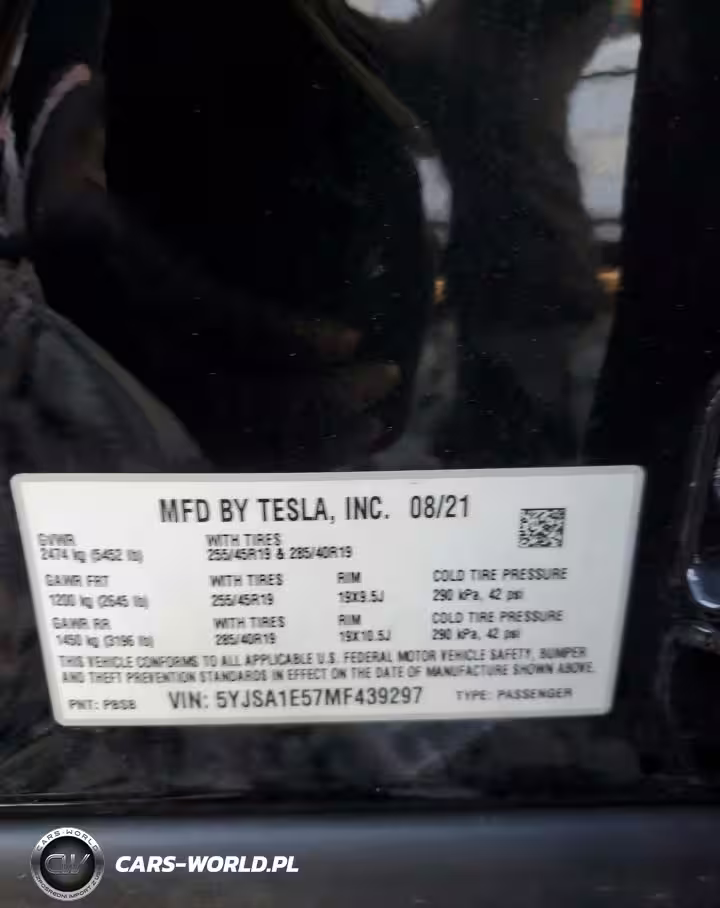 MFD BY TESLA, INC. 08/21
GVWR
2474 kg (5452 lb)
WITH TIRES
255/45R19 & 285/40R19
GAWR FRT
1200 kg (2645 lb)
WITH TIRES
255/45R19
RIM
19X9.5J
COLD TIRE PRESSURE
290 kPa, 42 psi
GAWR RR
1450 kg (3196 lb)
WITH TIRES
285/40R19
RIM
19X10.5J
COLD TIRE PRESSURE
290 kPa, 42 psi
THIS VEHICLE CONFORMS TO ALL APPLICABLE U.S. FEDERAL MOTOR VEHICLE SAFETY, BUMPER
AND THEFT PREVENTION STANDARDS IN EFFECT ON THE DATE OF MANUFACTURE SHOWN ABOVE.
PNT: PBSB VIN: 5YJSA1E57MF439297 TYPE: PASSENGER
CARS-WORLD
CW
CARS-WORLD.PL